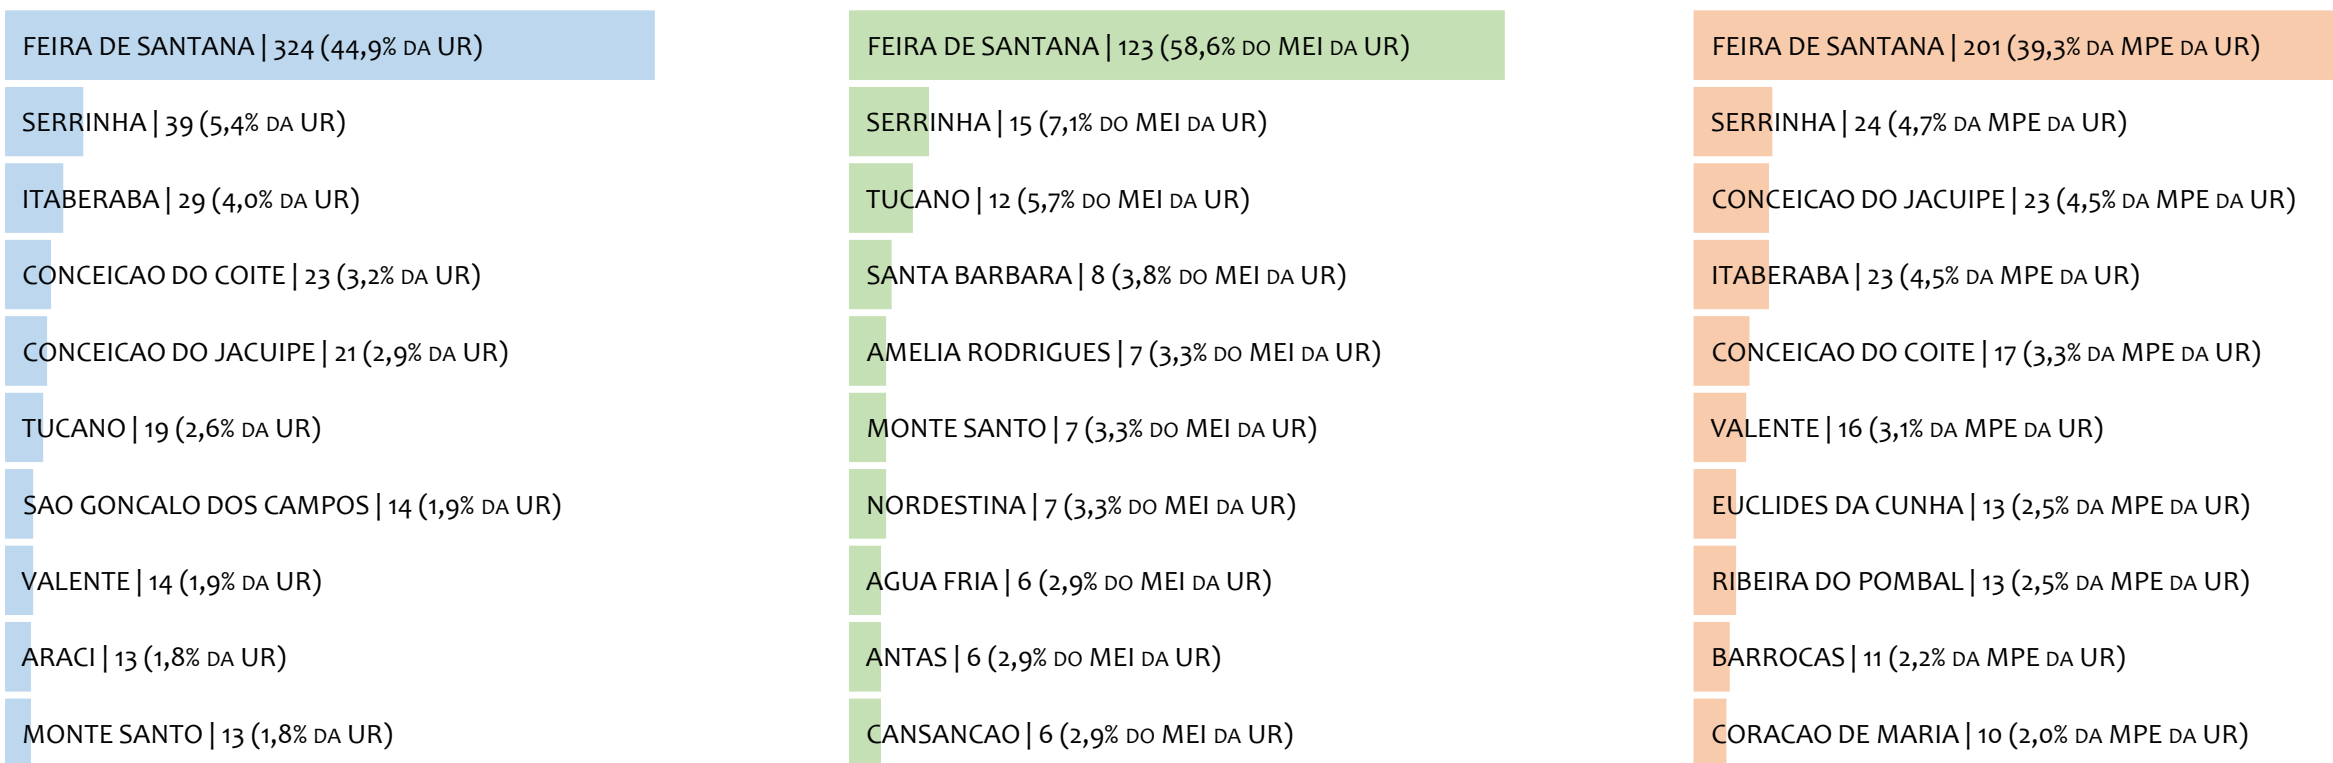 FEIRA DE SANTANA | 324 (44,9% DA UR)
SERRINHA | 39 (5,4% DA UR)
ITABERABA | 29 (4,0% DA UR)
CONCEICAO DO COITE | 23 (3,2% DA UR)
CONCEICAO DO JACUIPE | 21 (2,9% DA UR)
TUCANO | 19 (2,6% DA UR)
SAO GONCALO DOS CAMPOS | 14 (1,9% DA UR)
VALENTE | 14 (1,9% DA UR)
ARACI | 13 (1,8% DA UR)
MONTE SANTO | 13 (1,8% DA UR)
FEIRA DE SANTANA | 123 (58,6% DO MEI DA UR)
SERRINHA | 15 (7,1% DO MEI DA UR)
TUCANO | 12 (5,7% DO MEI DA UR)
SANTA BARBARA | 8 (3,8% DO MEI DA UR)
AMELIA RODRIGUES | 7 (3,3% DO MEI DA UR)
MONTE SANTO | 7 (3,3% DO MEI DA UR)
NORDESTINA | 7 (3,3% DO MEI DA UR)
AGUA FRIA | 6 (2,9% DO MEI DA UR)
ANTAS | 6 (2,9% DO MEI DA UR)
CANSANCAO | 6 (2,9% DO MEI DA UR)
FEIRA DE SANTANA | 201 (39,3% DA MPE DA UR)
SERRINHA | 24 (4,7% DA MPE DA UR)
CONCEICAO DO JACUIPE | 23 (4,5% DA MPE DA UR)
ITABERABA | 23 (4,5% DA MPE DA UR)
CONCEICAO DO COITE | 17 (3,3% DA MPE DA UR)
VALENTE | 16 (3,1% DA MPE DA UR)
EUCLIDES DA CUNHA | 13 (2,5% DA MPE DA UR)
RIBEIRA DO POMBAL | 13 (2,5% DA MPE DA UR)
BARROCAS | 11 (2,2% DA MPE DA UR)
CORACAO DE MARIA | 10 (2,0% DA MPE DA UR)